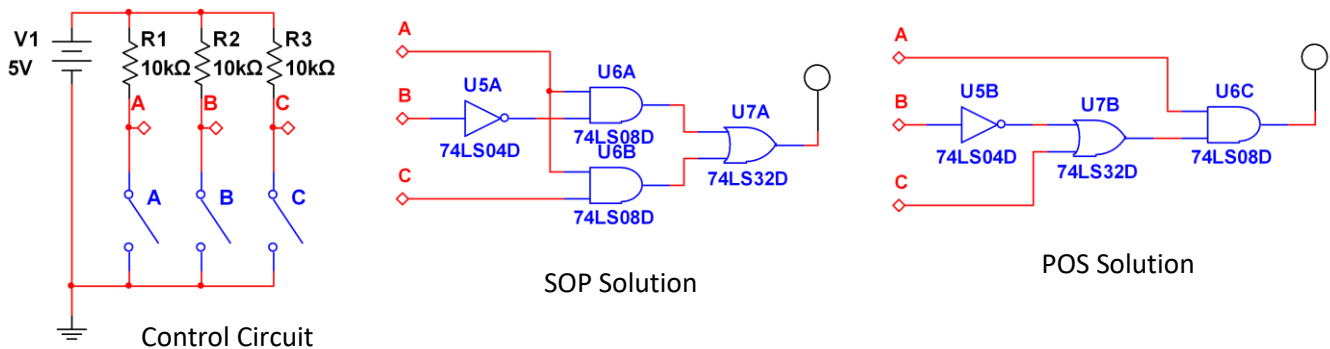 V1
5V
R1
10kΩ
R2
10kΩ
R3
10kΩ
A
B
C
A
B
C
Control Circuit
A
B
C
U5A
74LS04D
U6A
74LS08D
U6B
74LS08D
U7A
74LS32D
SOP Solution
A
B
C
U5B
74LS04D
U7B
74LS32D
U6C
74LS08D
POS Solution